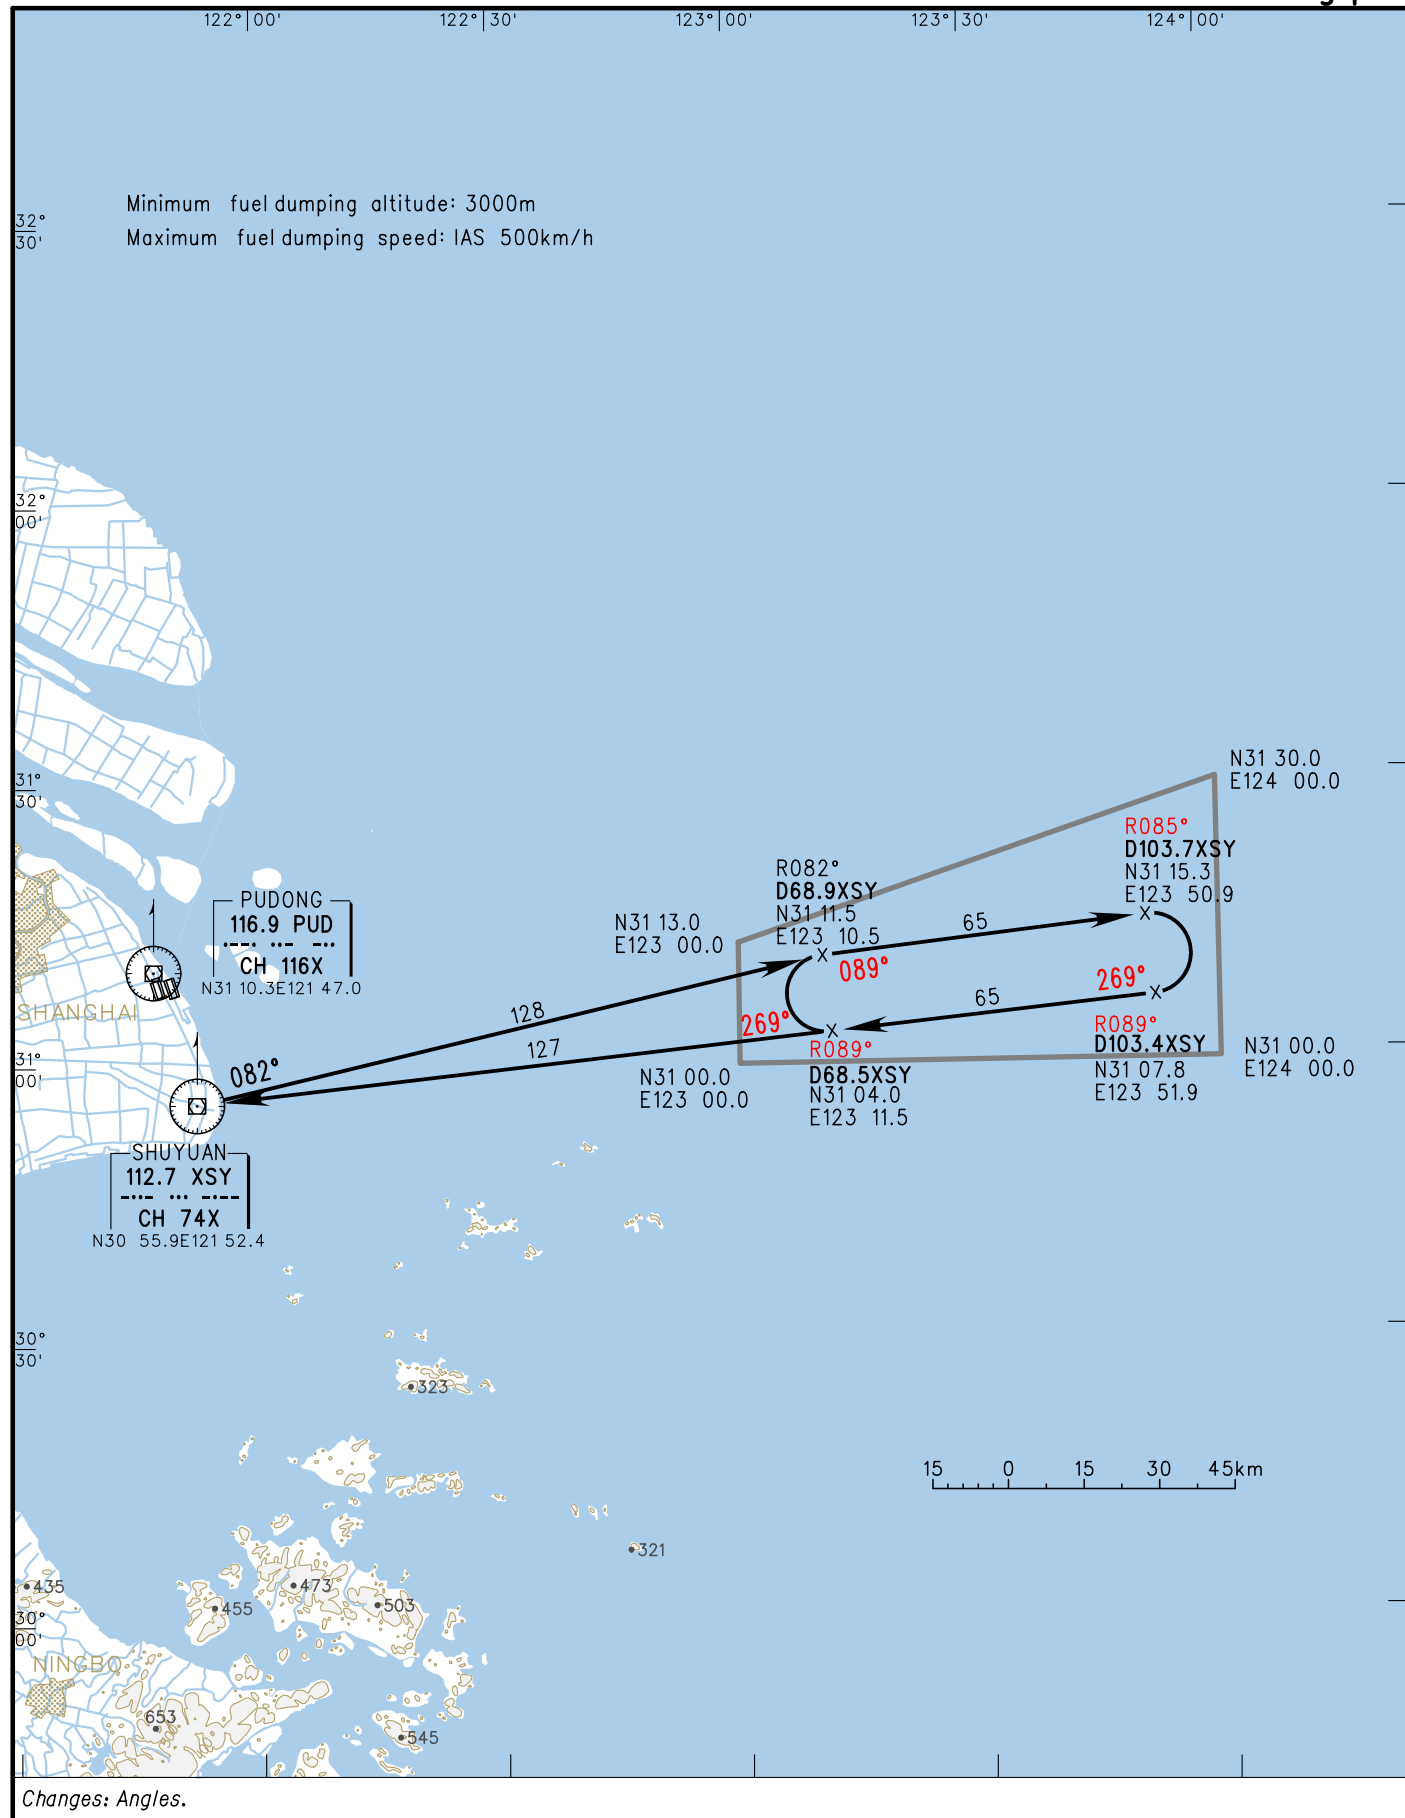 122°00' 122°30' 123°00' 123°30' 124°00'
Minimum fuel dumping altitude: 3000m
Maximum fuel dumping speed: IAS 500km/h
32°
30'
32°
00'
31°
30'
31°
00'
30°
30'
30°
00'
N31 30.0
E124 00.0
R085°
D103.7XSY
N31 15.3
E123 50.9
R082°
D68.9XSY
N31 11.5
E123 10.5
N31 13.0
E123 00.0
65
089°
269°
65
PUDONG
116.9 PUD
·--· ··- -··
CH 116X
N31 10.3E121 47.0
SHANGHAI
128
127
082°
269°
R089°
D68.5XSY
N31 04.0
E123 11.5
R089°
D103.4XSY
N31 07.8
E123 51.9
N31 00.0
E124 00.0
N31 00.0
E123 00.0
SHUYUAN
112.7 XSY
-··- ··· -·--
CH 74X
N30 55.9E121 52.4
323
15 0 15 30 45km
321
435
473
455
503
NINGBO
653
545
Changes: Angles.